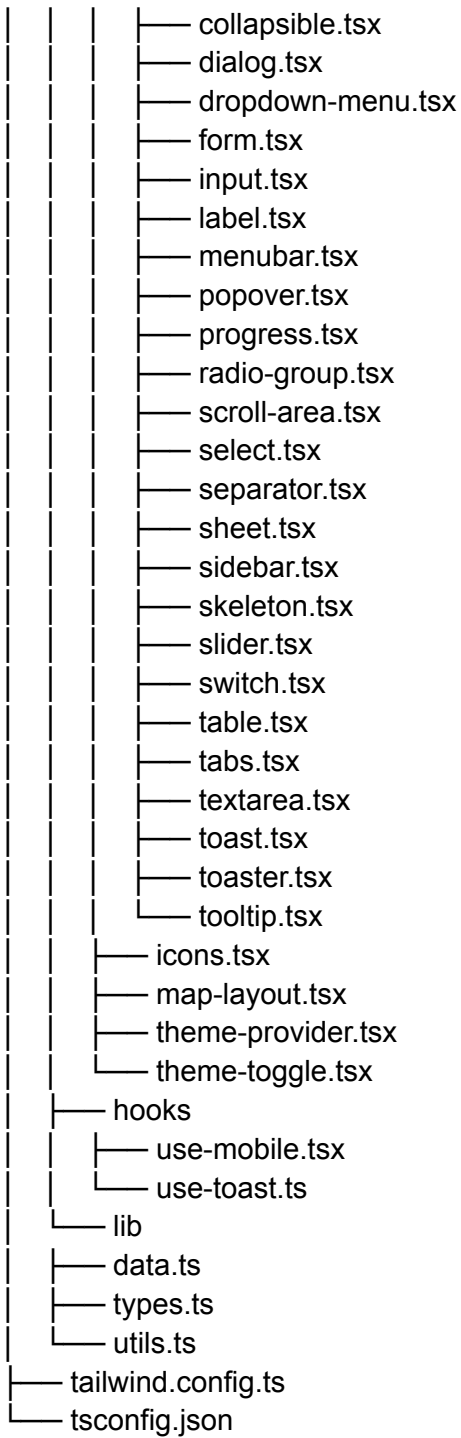 │   │   │   ├── collapsible.tsx
│   │   │   ├── dialog.tsx
│   │   │   ├── dropdown-menu.tsx
│   │   │   ├── form.tsx
│   │   │   ├── input.tsx
│   │   │   ├── label.tsx
│   │   │   ├── menubar.tsx
│   │   │   ├── popover.tsx
│   │   │   ├── progress.tsx
│   │   │   ├── radio-group.tsx
│   │   │   ├── scroll-area.tsx
│   │   │   ├── select.tsx
│   │   │   ├── separator.tsx
│   │   │   ├── sheet.tsx
│   │   │   ├── sidebar.tsx
│   │   │   ├── skeleton.tsx
│   │   │   ├── slider.tsx
│   │   │   ├── switch.tsx
│   │   │   ├── table.tsx
│   │   │   ├── tabs.tsx
│   │   │   ├── textarea.tsx
│   │   │   ├── toast.tsx
│   │   │   ├── toaster.tsx
│   │   │   └── tooltip.tsx
│   │   ├── icons.tsx
│   │   ├── map-layout.tsx
│   │   ├── theme-provider.tsx
│   │   └── theme-toggle.tsx
│   ├── hooks
│   │   ├── use-mobile.tsx
│   │   └── use-toast.ts
│   └── lib
│   ├── data.ts
│   ├── types.ts
│   └── utils.ts
├── tailwind.config.ts
└── tsconfig.json